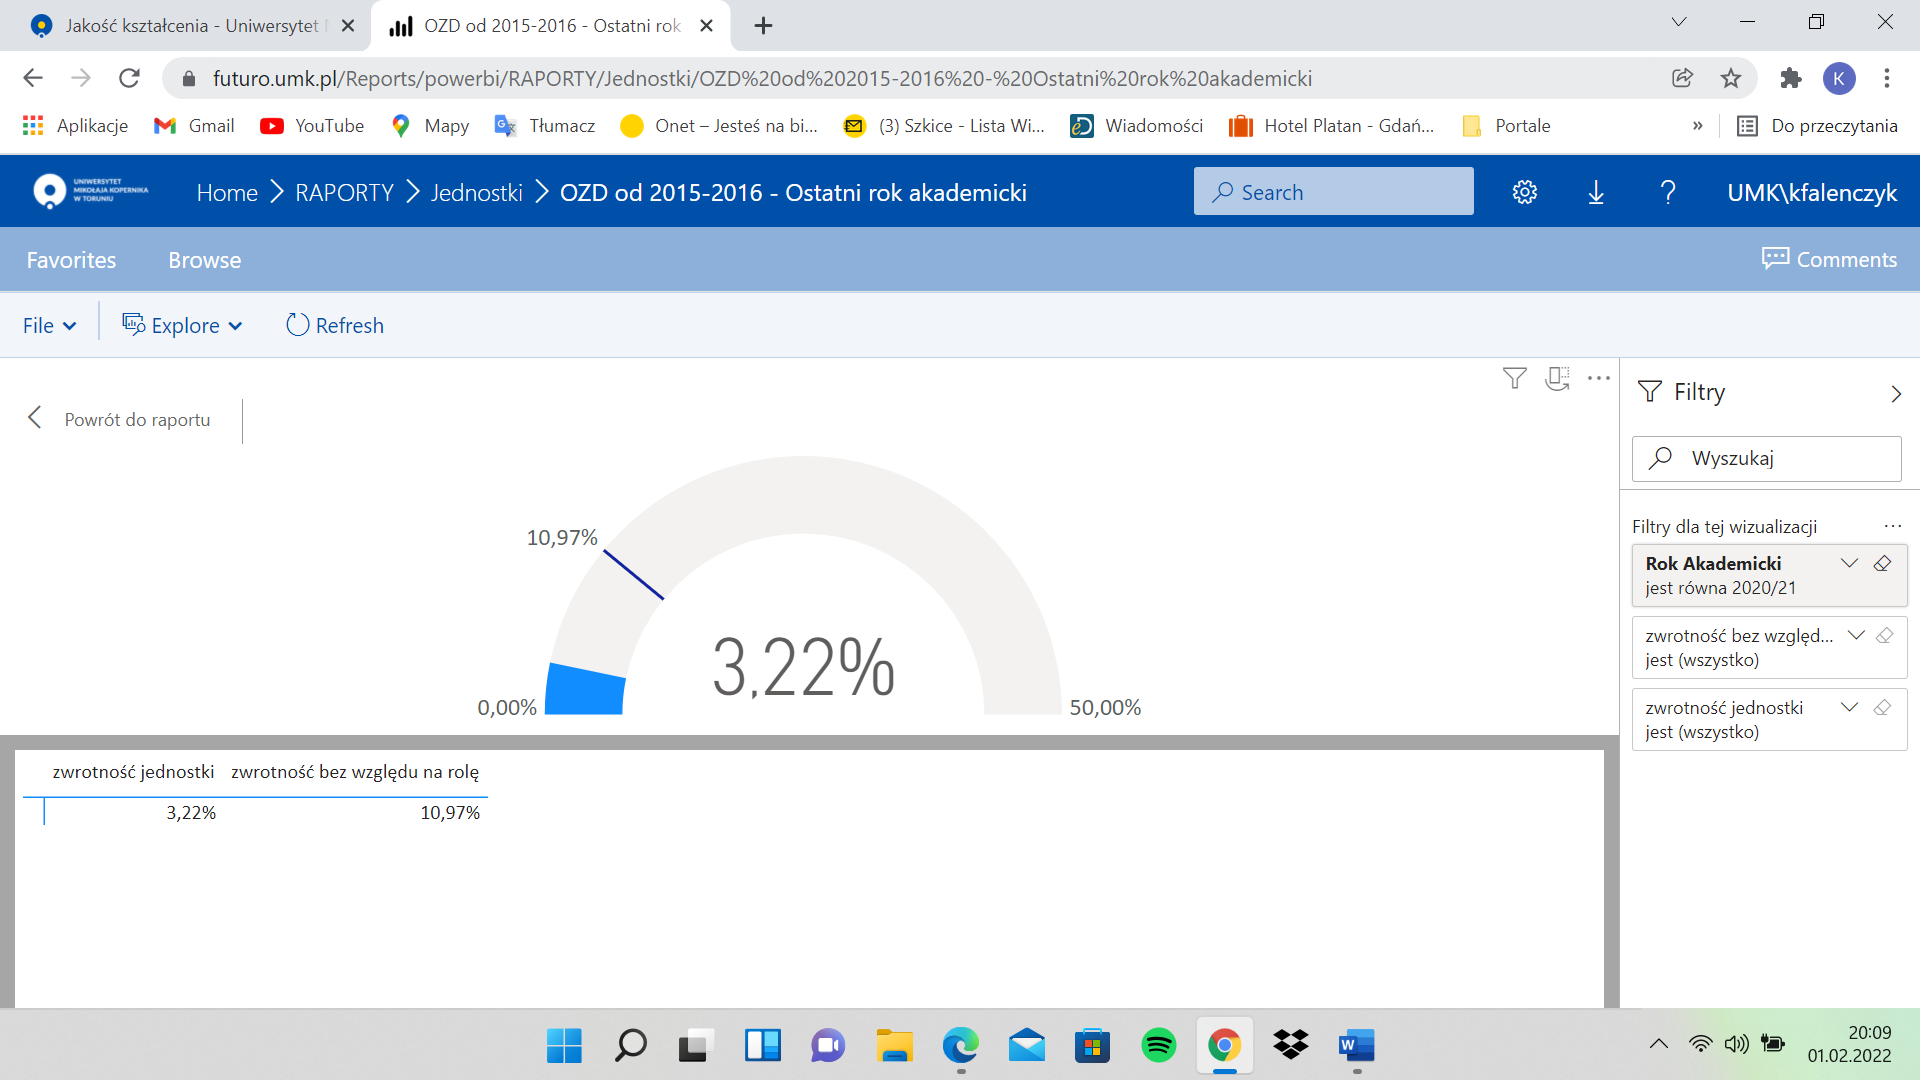 Jakość kształcenia - Uniwersytet
OZD od 2015-2016 - Ostatni rok
futuro.umk.pl/Reports/powerbi/RAPORTY/Jednostki/OZD%20od%202015-2016%20-%20Ostatni%20rok%20akademicki
K
Aplikacje
Gmail
YouTube
Mapy
Tłumacz
Onet – Jesteś na bi...
(3) Szkice - Lista Wi...
Wiadomości
Hotel Platan - Gdań...
Portale
»
Do przeczytania
UNIWERSYTET
MIKOŁAJA KOPERNIKA
W TORUNIU
Home > RAPORTY > Jednostki > OZD od 2015-2016 - Ostatni rok akademicki
Search
?
UMK\kfalenczyk
Favorites
Browse
Comments
File
Explore
Refresh
Powrót do raportu
Filtry
Wyszukaj
Filtry dla tej wizualizacji
Rok Akademicki
jest równa 2020/21
zwrotność bez względ...
jest (wszystko)
zwrotność jednostki
jest (wszystko)
10,97%
3,22%
0,00%
50,00%
zwrotność jednostki zwrotność bez względu na rolę
3,22% 10,97%
W
20:09
01.02.2022